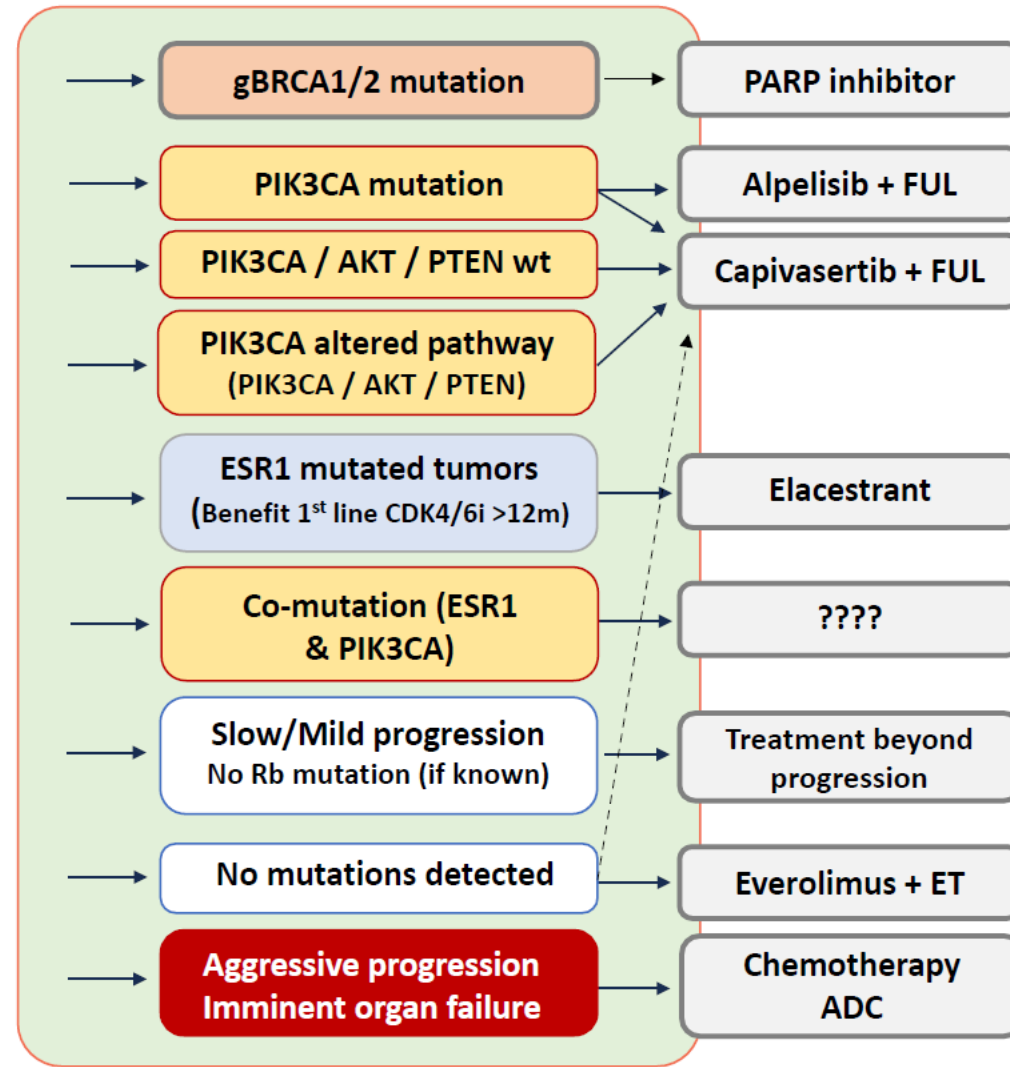 gBRCA1/2 mutation
PARP inhibitor
PIK3CA mutation
Alpelisib + FUL
PIK3CA / AKT / PTEN wt
Capivasertib + FUL
PIK3CA altered pathway
(PIK3CA / AKT / PTEN)
ESR1 mutated tumors
(Benefit 1st line CDK4/6i >12m)
Elacestrant
Co-mutation (ESR1
& PIK3CA)
????
Slow/Mild progression
No Rb mutation (if known)
Treatment beyond
progression
No mutations detected
Everolimus + ET
Aggressive progression
Imminent organ failure
Chemotherapy
ADC